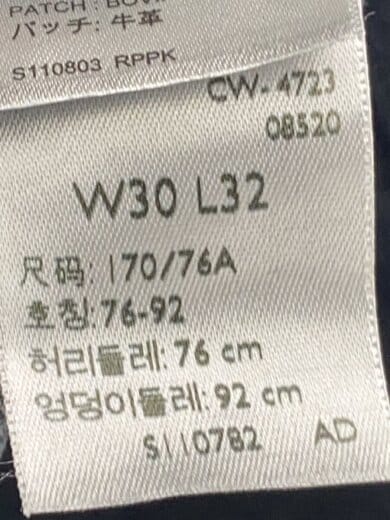 PATCH: BOV
パッチ: 牛革
S110803 RPPK
CW- 4723
08520
W30 L32
尺码: 170/76A
호칭: 76-92
허리둘레: 76 cm
엉덩이둘레: 92 cm
S110782 AD